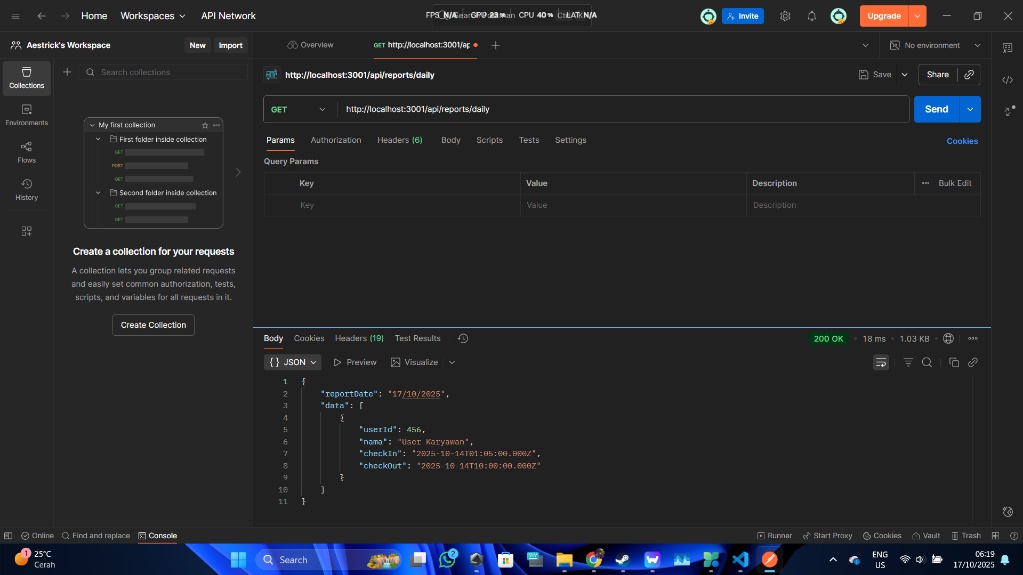 Home Workspaces API Network
FPS N/A GPU 23% CPU 40% LAT N/A
Invite
Upgrade
Aestrick's Workspace
New Import
Overview
GET http://localhost:3001/ap
No environment
Collections
Search collections
http://localhost:3001/api/reports/daily
Save
Share
GET http://localhost:3001/api/reports/daily
Send
Environments
Flows
History
My first collection
First folder inside collection
GET
POST
GET
Second folder inside collection
GET
GET
Create a collection for your requests
A collection lets you group related requests
and easily set common authorization, tests,
scripts, and variables for all requests in it.
Create Collection
Params Authorization Headers (6) Body Scripts Tests Settings
Cookies
Query Params
Key Value Description Bulk Edit
Key Value Description
Body Cookies Headers (19) Test Results
200 OK 18 ms 1.03 KB
{ } JSON Preview Visualize
1 {
2 "reportDate": "17/10/2025",
3 "data": [
4 {
5 "userId": 456,
6 "nama": "User Karyawan",
7 "checkIn": "2025-10-14T01:05:00.000Z",
8 "checkOut": "2025-10-14T10:00:00.000Z"
9 }
10 ]
11 }
Online Find and replace Console
Runner Start Proxy Cookies Vault Trash
1
25°C
Cerah
Search
2
ENG
US
06:19
17/10/2025